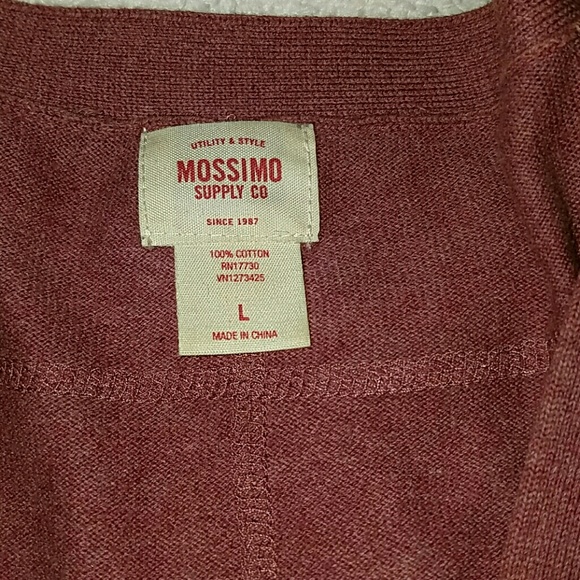 UTILITY & STYLE
MOSSIMO
SUPPLY CO
SINCE 1987
100% COTTON
RN17730
VN1273425
L
MADE IN CHINA